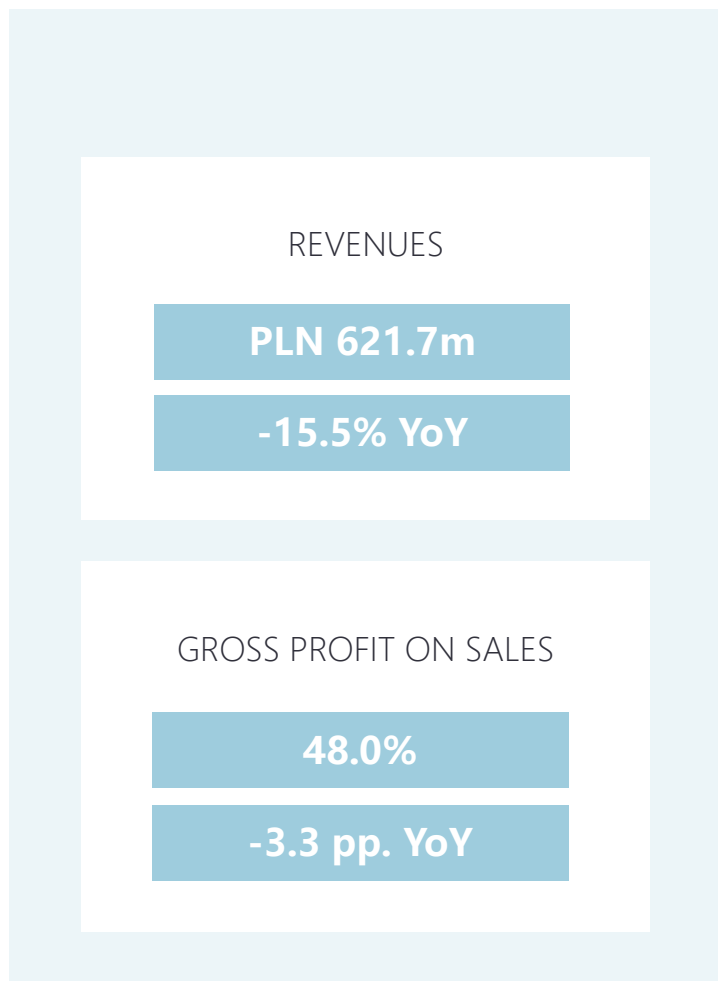 REVENUES
PLN 621.7m
-15.5% YoY
GROSS PROFIT ON SALES
48.0%
-3.3 pp. YoY